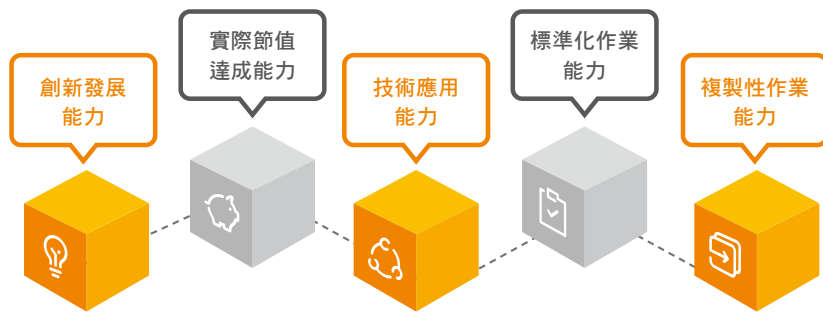 創新發展
能力
實際節值
達成能力
技術應用
能力
標準化作業
能力
複製性作業
能力